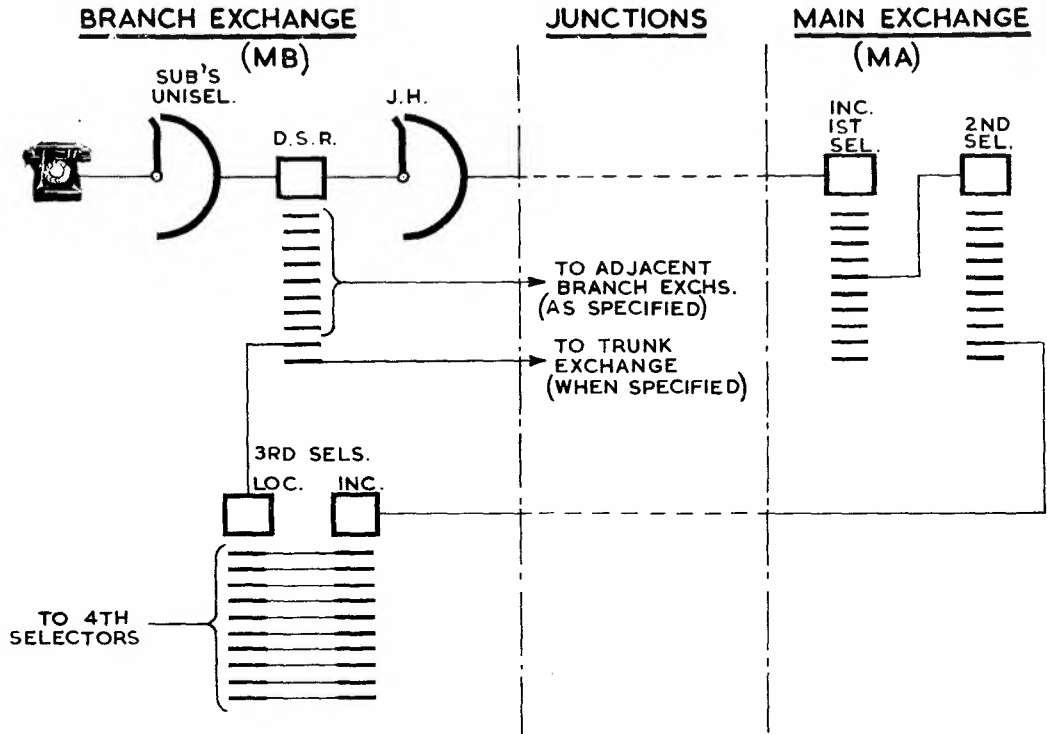 BRANCH EXCHANGE
(MB)
JUNCTIONS
MAIN EXCHANGE
(MA)
SUB'S
UNISEL.
D.S.R.
J.H.
INC.
1ST
SEL.
2ND
SEL.
TO ADJACENT
BRANCH EXCHS.
(AS SPECIFIED)
TO TRUNK
EXCHANGE
(WHEN SPECIFIED)
3RD SELS.
LOC. INC.
TO 4TH
SELECTORS